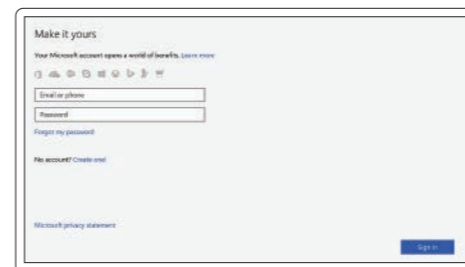 Make it yours
Your Microsoft account opens a world of benefits. Learn more
Email or phone
Password
Forgot my password
No account? Create one!
Microsoft privacy statement
Sign in